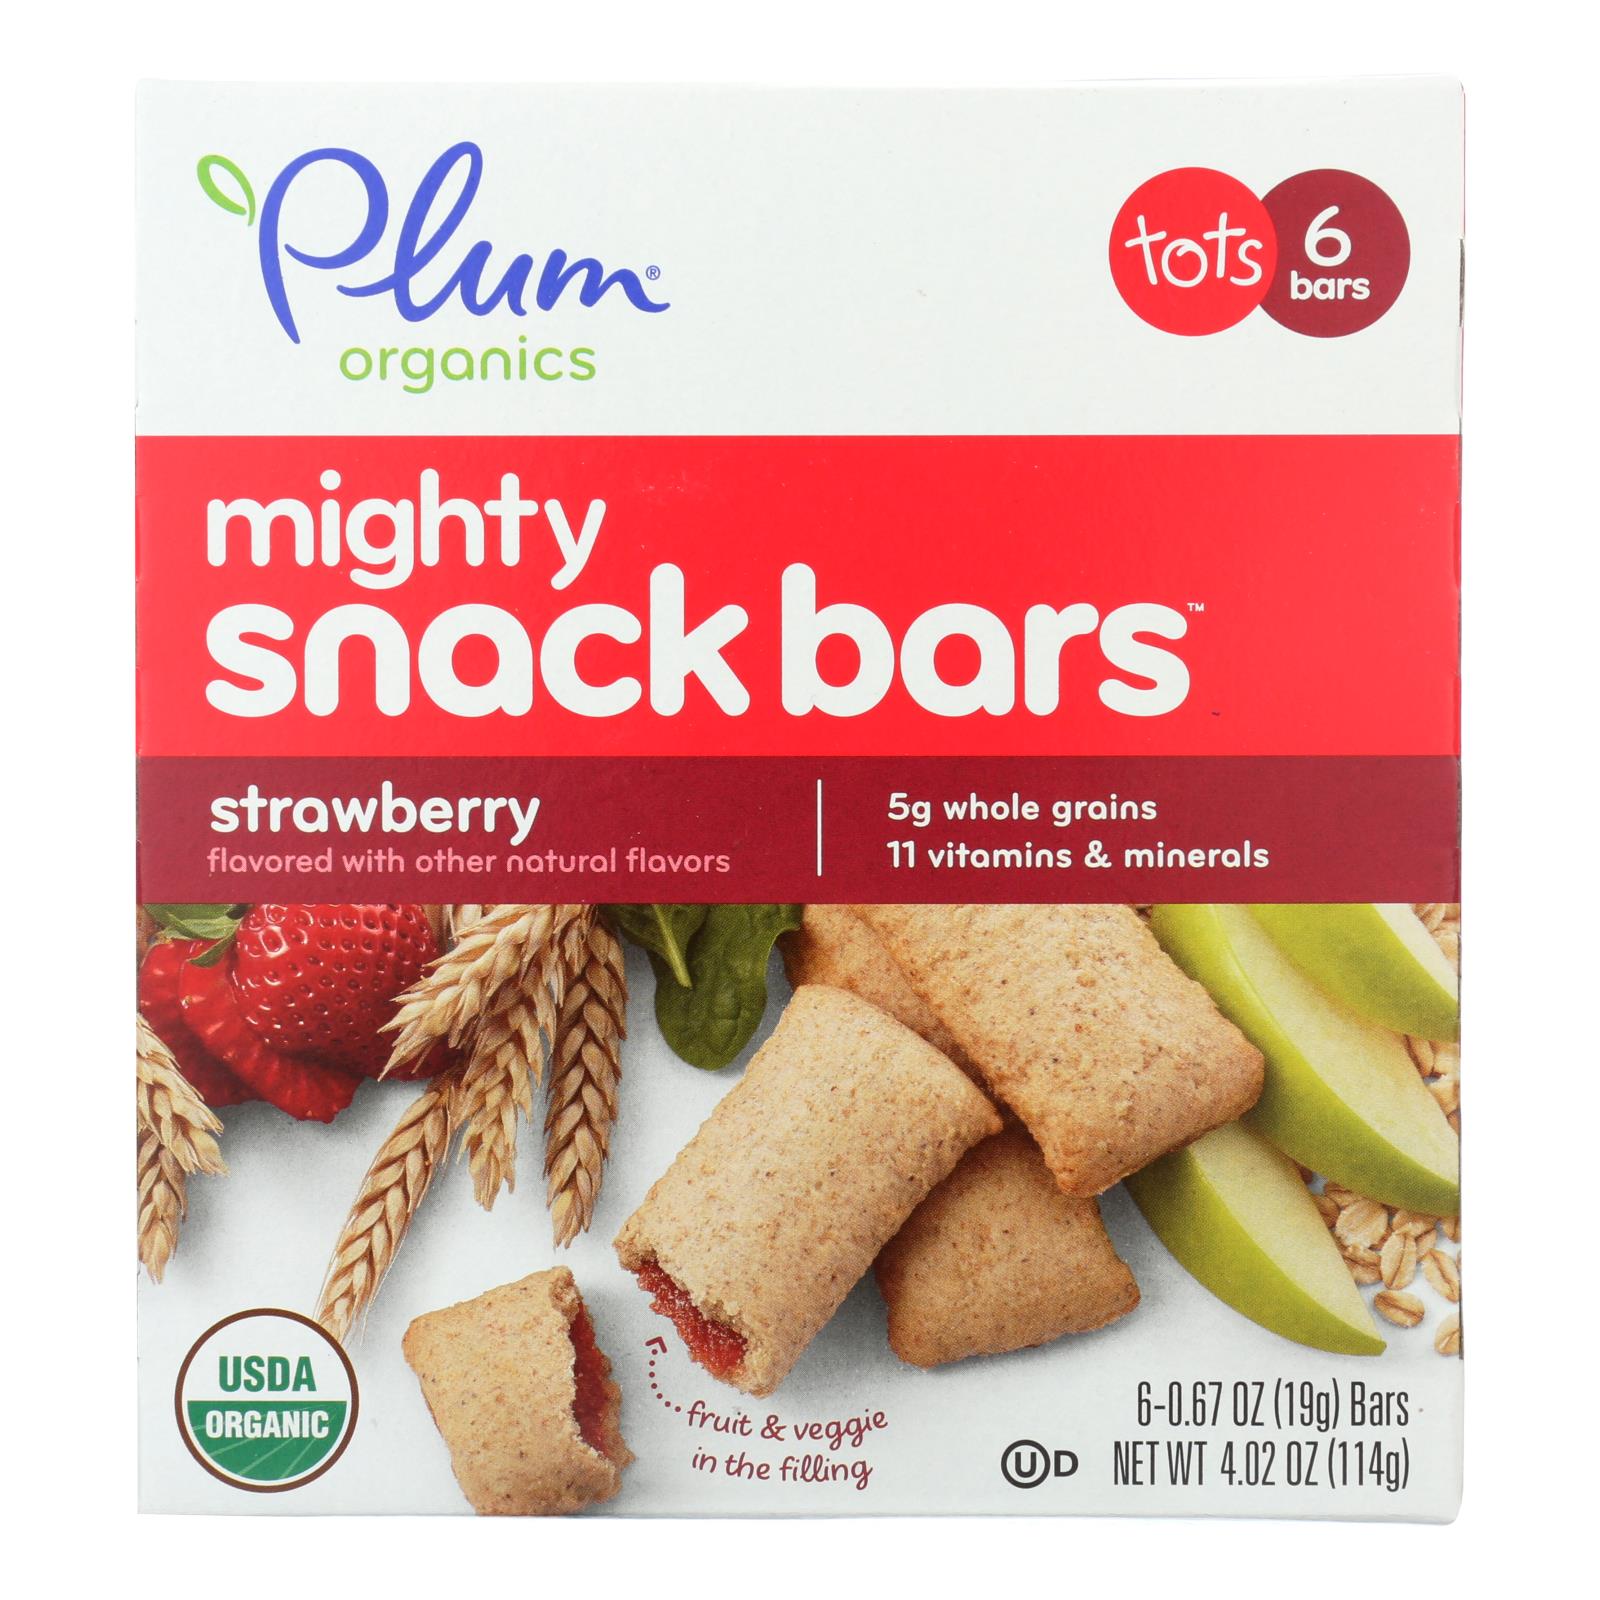 Plum®
organics
tots
6
bars
mighty
snack bars™
strawberry
flavored with other natural flavors
5g whole grains
11 vitamins & minerals
fruit & veggie
in the filling
USDA
ORGANIC
6-0.67 OZ (19g) Bars
U D
NET WT 4.02 OZ (114g)